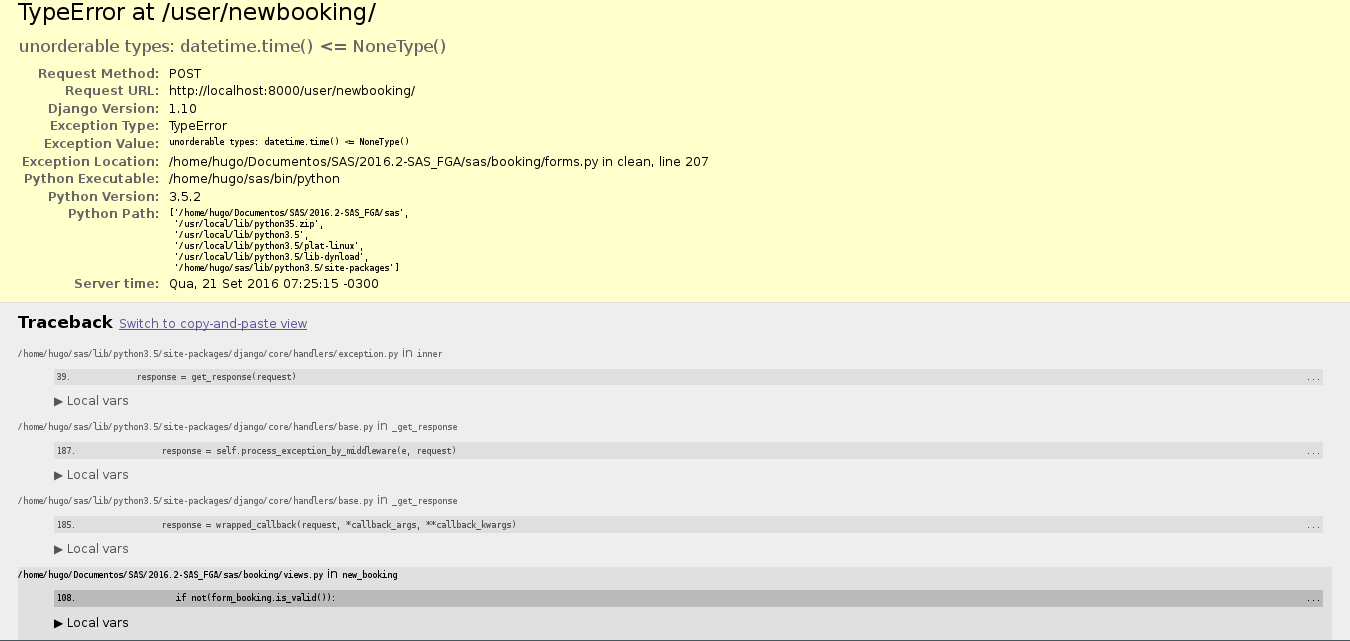 TypeError at /user/newbooking/
unorderable types: datetime.time() <= NoneType()
Request Method: POST
Request URL: http://localhost:8000/user/newbooking/
Django Version: 1.10
Exception Type: TypeError
Exception Value: unorderable types: datetime.time() <= NoneType()
Exception Location: /home/hugo/Documentos/SAS/2016.2-SAS_FGA/sas/booking/forms.py in clean, line 207
Python Executable: /home/hugo/sas/bin/python
Python Version: 3.5.2
Python Path: ['/home/hugo/Documentos/SAS/2016.2-SAS_FGA/sas',
'/usr/local/lib/python35.zip',
'/usr/local/lib/python3.5',
'/usr/local/lib/python3.5/plat-linux',
'/usr/local/lib/python3.5/lib-dynload',
'/home/hugo/sas/lib/python3.5/site-packages']
Server time: Qua, 21 Set 2016 07:25:15 -0300
Traceback Switch to copy-and-paste view
/home/hugo/sas/lib/python3.5/site-packages/django/core/handlers/exception.py in inner
39. response = get_response(request) ...
▶ Local vars
/home/hugo/sas/lib/python3.5/site-packages/django/core/handlers/base.py in _get_response
187. response = self.process_exception_by_middleware(e, request) ...
▶ Local vars
/home/hugo/sas/lib/python3.5/site-packages/django/core/handlers/base.py in _get_response
185. response = wrapped_callback(request, *callback_args, **callback_kwargs) ...
▶ Local vars
/home/hugo/Documentos/SAS/2016.2-SAS_FGA/sas/booking/views.py in new_booking
108. if not(form_booking.is_valid()): ...
▶ Local vars